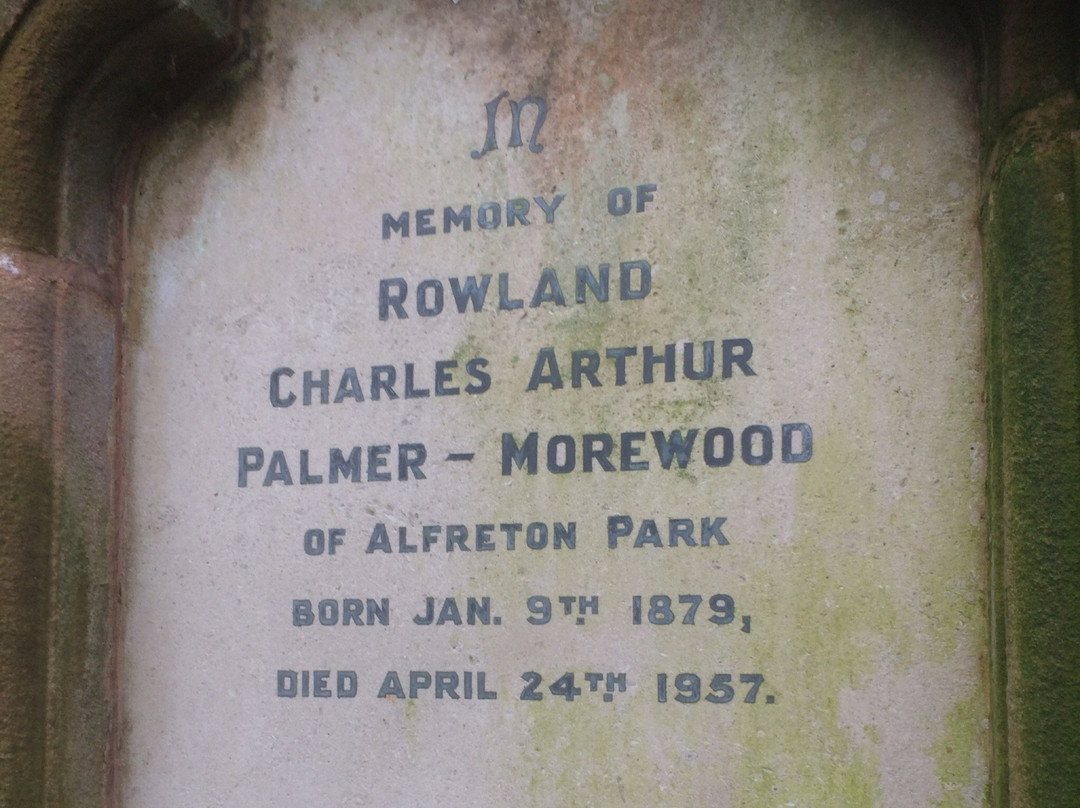 In
MEMORY OF
ROWLAND
CHARLES ARTHUR
PALMER - MOREWOOD
OF ALFRETON PARK
BORN JAN. 9TH 1879,
DIED APRIL 24TH 1957.